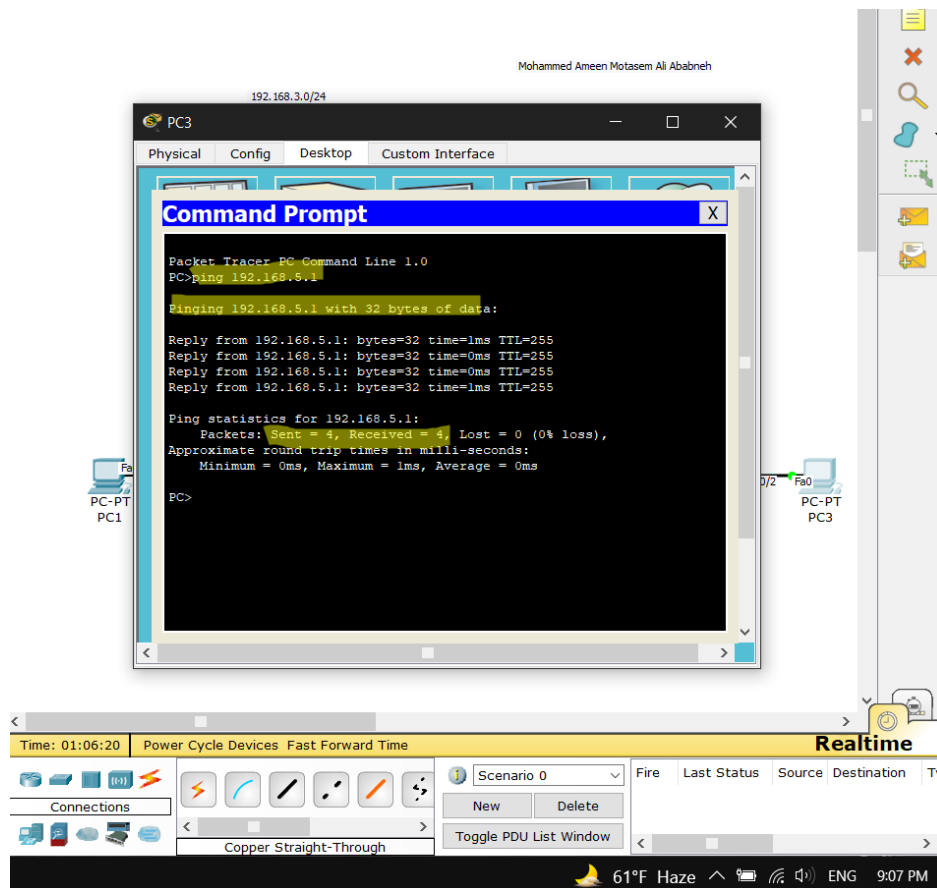 Mohammed Ameen Motasem Ali Ababneh
192.168.3.0/24
PC3
Physical Config Desktop Custom Interface
Command Prompt X
Packet Tracer PC Command Line 1.0
PC>ping 192.168.5.1
Pinging 192.168.5.1 with 32 bytes of data:
Reply from 192.168.5.1: bytes=32 time=1ms TTL=255
Reply from 192.168.5.1: bytes=32 time=0ms TTL=255
Reply from 192.168.5.1: bytes=32 time=0ms TTL=255
Reply from 192.168.5.1: bytes=32 time=1ms TTL=255
Ping statistics for 192.168.5.1:
Packets: Sent = 4, Received = 4, Lost = 0 (0% loss),
Approximate round trip times in milli-seconds:
Minimum = 0ms, Maximum = 1ms, Average = 0ms
PC>
Fa
PC-PT
PC1
0/2 Fa0
PC-PT
PC3
Time: 01:06:20 Power Cycle Devices Fast Forward Time Realtime
Connections
Copper Straight-Through
Scenario 0
New Delete
Toggle PDU List Window
Fire Last Status Source Destination
61°F Haze ENG 9:07 PM